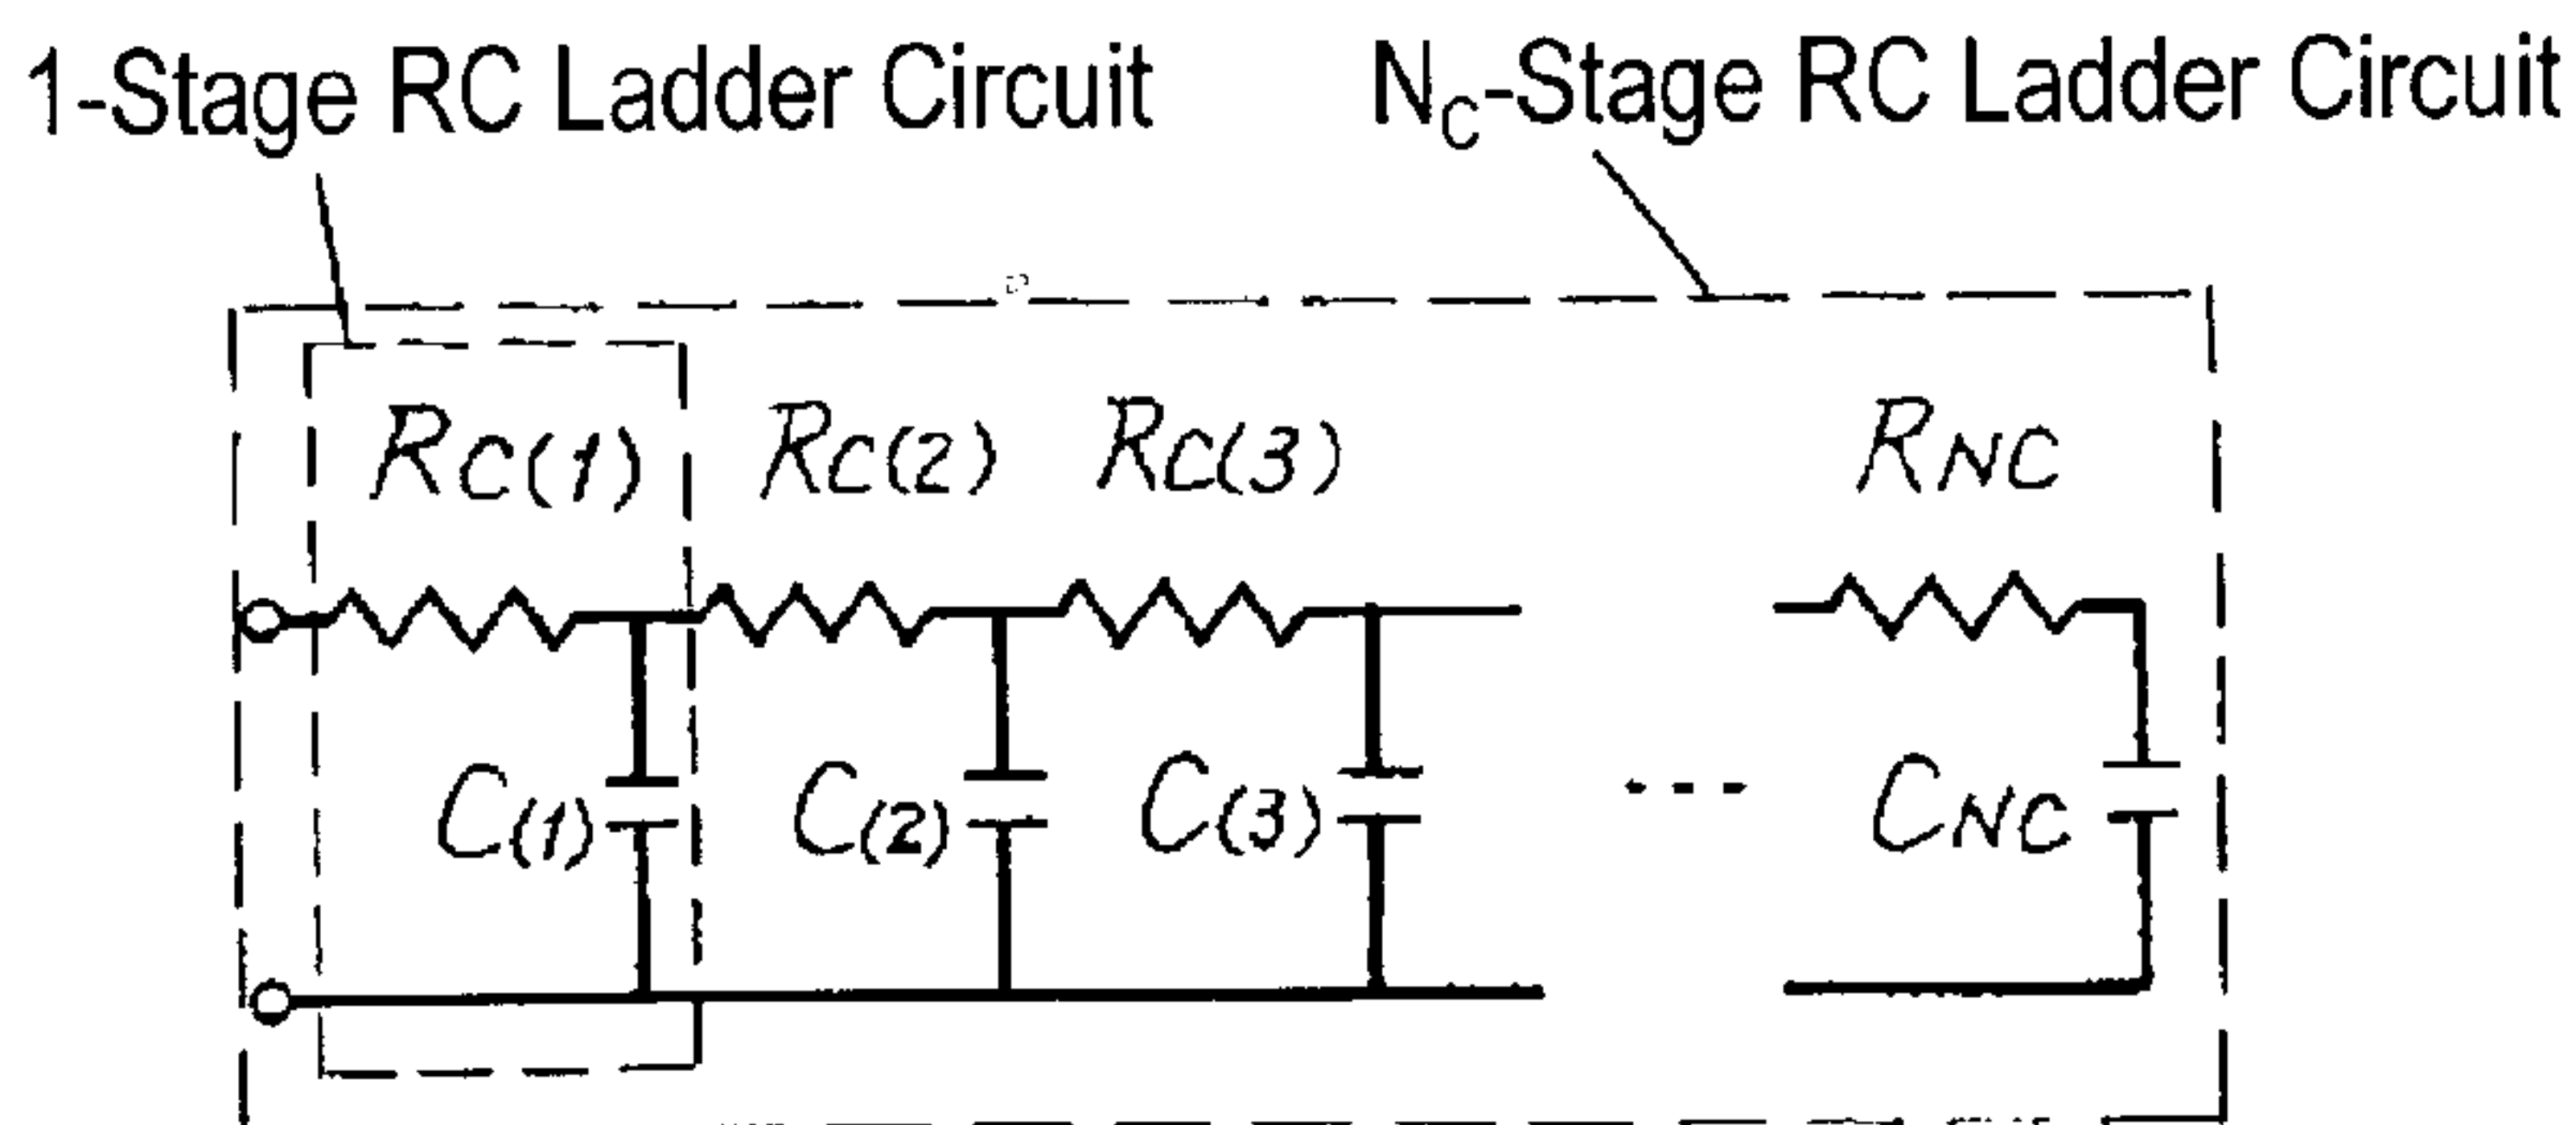 1-Stage RC Ladder Circuit NC-Stage RC Ladder Circuit
RC(1) RC(2) RC(3) RNC
C(1) C(2) C(3) ... CNC